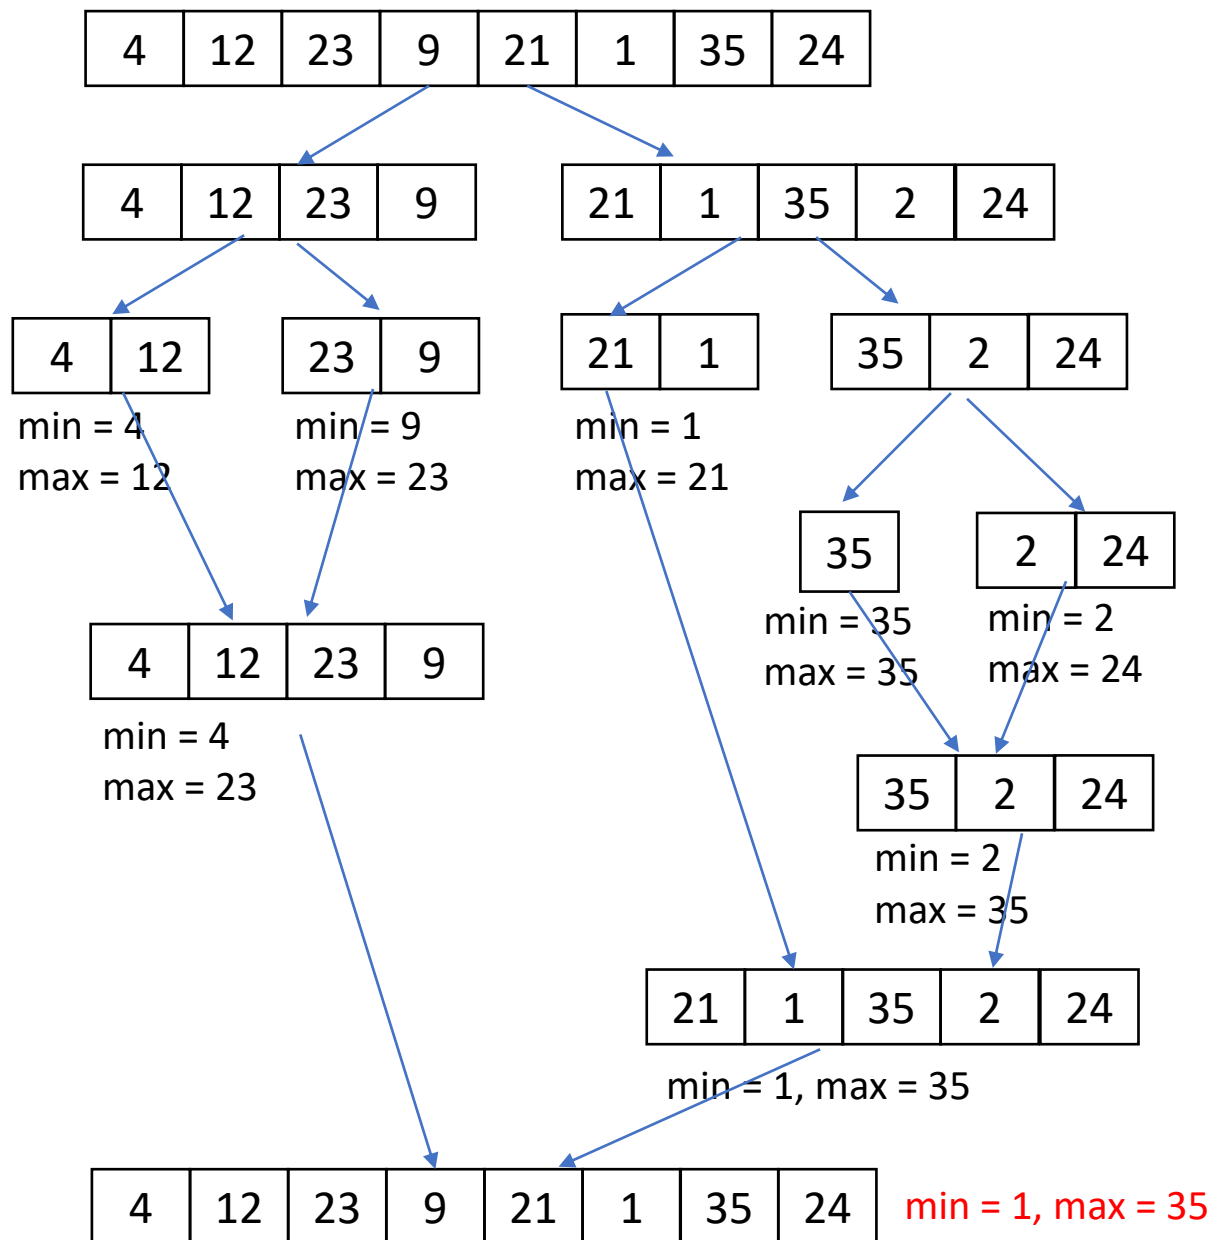 4 12 23 9 21 1 35 24
4 12 23 9
21 1 35 2 24
4 12
23 9
21 1
35 2 24
min = 4
max = 12
min = 9
max = 23
min = 1
max = 21
35
2 24
min = 35
max = 35
min = 2
max = 24
4 12 23 9
min = 4
max = 23
35 2 24
min = 2
max = 35
21 1 35 2 24
min = 1, max = 35
4 12 23 9 21 1 35 24
min = 1, max = 35